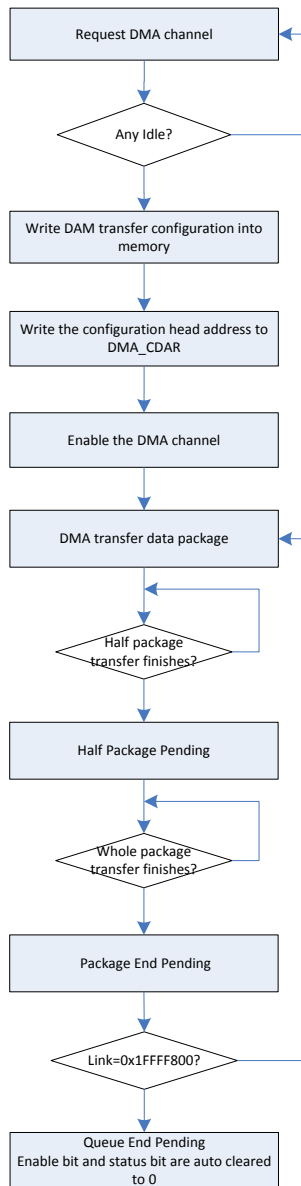 Request DMA channel
Any Idle?
Write DAM transfer configuration into
memory
Write the configuration head address to
DMA_CDAR
Enable the DMA channel
DMA transfer data package
Half package
transfer finishes?
Half Package Pending
Whole package
transfer finishes?
Package End Pending
Link=0x1FFFF800?
Queue End Pending
Enable bit and status bit are auto cleared
to 0